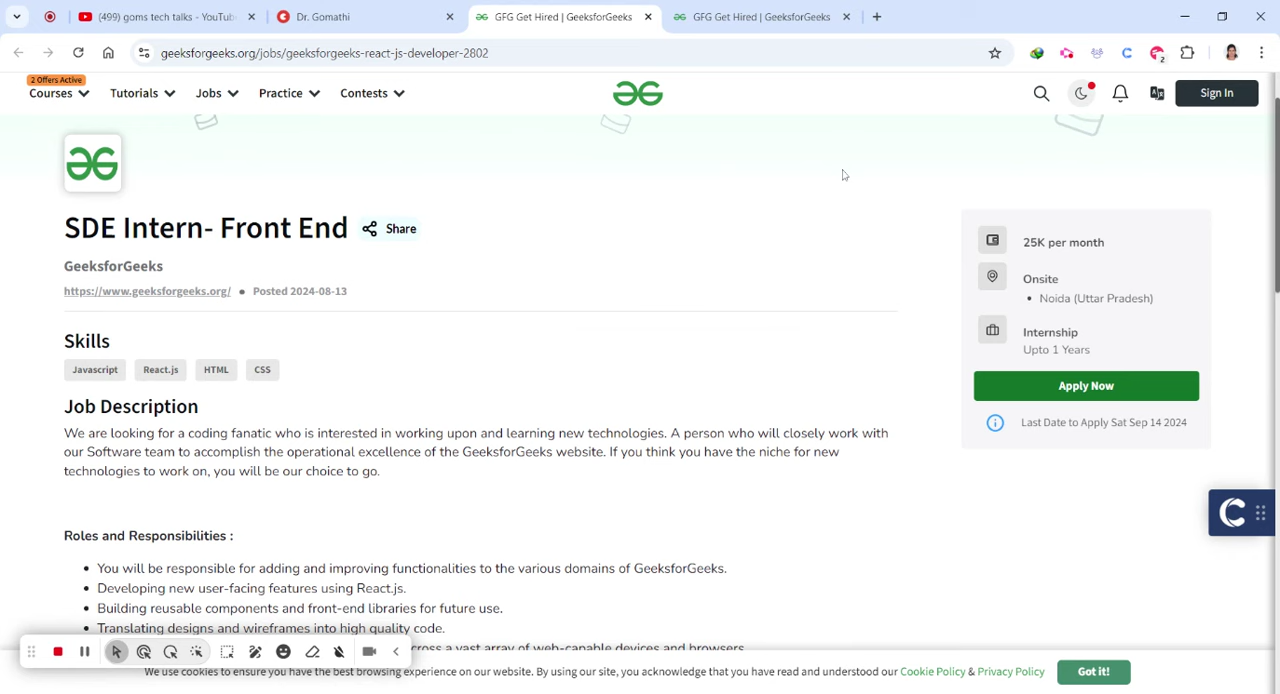 (499) goms tech talks - YouTub
Dr. Gomathi
GFG Get Hired | GeeksforGeeks
GFG Get Hired | GeeksforGeeks
geeksforgeeks.org/jobs/geeksforgeeks-react-js-developer-2802
2
2 Offers Active
Courses
Tutorials
Jobs
Practice
Contests
Sign In
SDE Intern- Front End
Share
GeeksforGeeks
https://www.geeksforgeeks.org/ • Posted 2024-08-13
25K per month
Onsite
• Noida (Uttar Pradesh)
Internship
Upto 1 Years
Apply Now
Last Date to Apply Sat Sep 14 2024
Skills
Javascript
React.js
HTML
CSS
Job Description
We are looking for a coding fanatic who is interested in working upon and learning new technologies. A person who will closely work with
our Software team to accomplish the operational excellence of the GeeksforGeeks website. If you think you have the niche for new
technologies to work on, you will be our choice to go.
Roles and Responsibilities :
• You will be responsible for adding and improving functionalities to the various domains of GeeksforGeeks.
• Developing new user-facing features using React.js.
• Building reusable components and front-end libraries for future use.
• Translating designs and wireframes into high quality code.
across a vast array of web-capable devices and browsers.
We use cookies to ensure you have the best browsing experience on our website. By using our site, you acknowledge that you have read and understood our Cookie Policy & Privacy Policy
Got it!